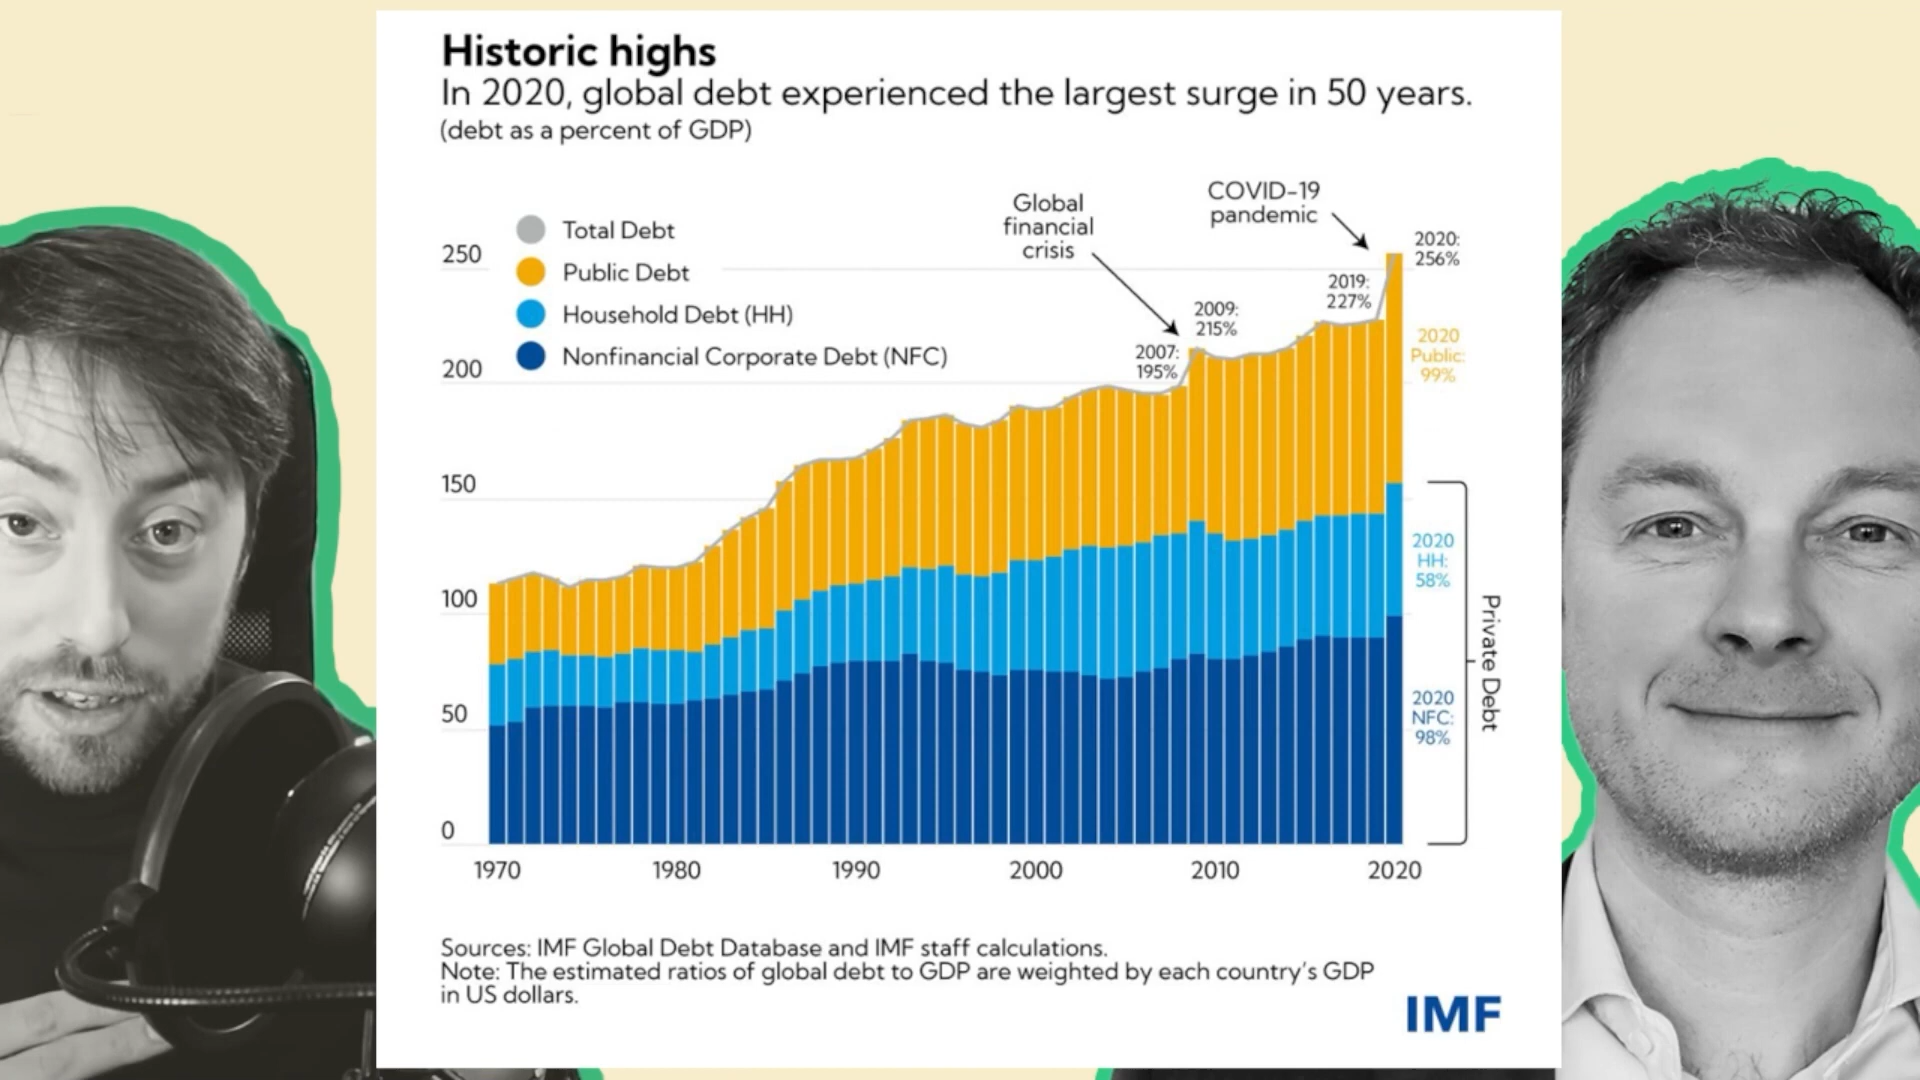 Historic highs
In 2020, global debt experienced the largest surge in 50 years.
(debt as a percent of GDP)
Total Debt
Public Debt
Household Debt (HH)
Nonfinancial Corporate Debt (NFC)
Global
financial
crisis
COVID-19
pandemic
2007:
195%
2009:
215%
2019:
227%
2020:
256%
2020
Public:
99%
2020
HH:
58%
2020
NFC:
98%
Private Debt
250
200
150
100
50
0
1970 1980 1990 2000 2010 2020
Sources: IMF Global Debt Database and IMF staff calculations.
Note: The estimated ratios of global debt to GDP are weighted by each country's GDP
in US dollars.
IMF